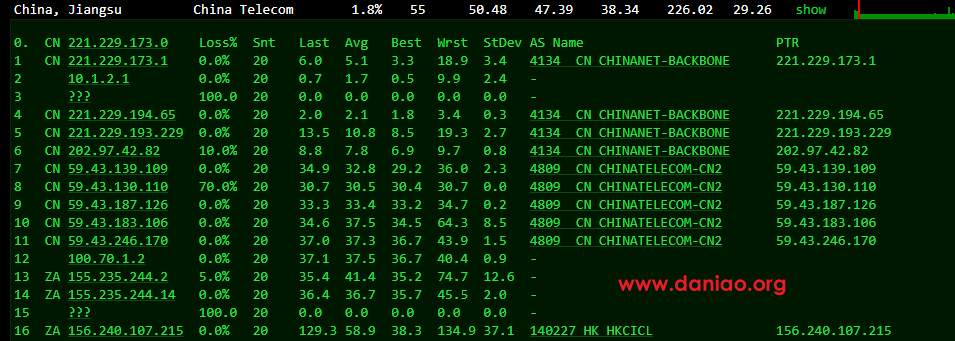 China, Jiangsu China Telecom 1.8% 55 50.48 47.39 38.34 226.02 29.26 show
0. CN 221.229.173.0 Loss% Snt Last Avg Best Wrst StDev AS Name PTR
1 CN 221.229.173.1 0.0% 20 6.0 5.1 3.3 18.9 3.4 4134 CN CHINANET-BACKBONE 221.229.173.1
2 10.1.2.1 0.0% 20 0.7 1.7 0.5 9.9 2.4 -
3 ??? 100.0 20 0.0 0.0 0.0 0.0 0.0 -
4 CN 221.229.194.65 0.0% 20 2.0 2.1 1.8 3.4 0.3 4134 CN CHINANET-BACKBONE 221.229.194.65
5 CN 221.229.193.229 0.0% 20 13.5 10.8 8.5 19.3 2.7 4134 CN CHINANET-BACKBONE 221.229.193.229
6 CN 202.97.42.82 10.0% 20 8.8 7.8 6.9 9.7 0.8 4134 CN CHINANET-BACKBONE 202.97.42.82
7 CN 59.43.139.109 0.0% 20 34.9 32.8 29.2 36.0 2.3 4809 CN CHINATELECOM-CN2 59.43.139.109
8 CN 59.43.130.110 70.0% 20 30.7 30.5 30.4 30.7 0.0 4809 CN CHINATELECOM-CN2 59.43.130.110
9 CN 59.43.187.126 0.0% 20 33.3 33.4 33.2 34.7 0.2 4809 CN CHINATELECOM-CN2 59.43.187.126
10 CN 59.43.183.106 0.0% 20 34.6 37.5 34.5 64.3 8.5 4809 CN CHINATELECOM-CN2 59.43.183.106
11 CN 59.43.246.170 0.0% 20 37.0 37.3 36.7 43.9 1.5 4809 CN CHINATELECOM-CN2 59.43.246.170
12 100.70.1.2 0.0% 20 37.1 37.5 36.7 40.4 0.9 -
13 ZA 155.235.244.2 5.0% 20 35.4 41.4 35.2 74.7 12.6 -
14 ZA 155.235.244.14 0.0% 20 36.4 36.7 35.7 45.5 2.0 -
www.daniao.org
15 ??? 100.0 20 0.0 0.0 0.0 0.0 0.0 -
16 ZA 156.240.107.215 0.0% 20 129.3 58.9 38.3 134.9 37.1 140227 HK HKCICL 156.240.107.215